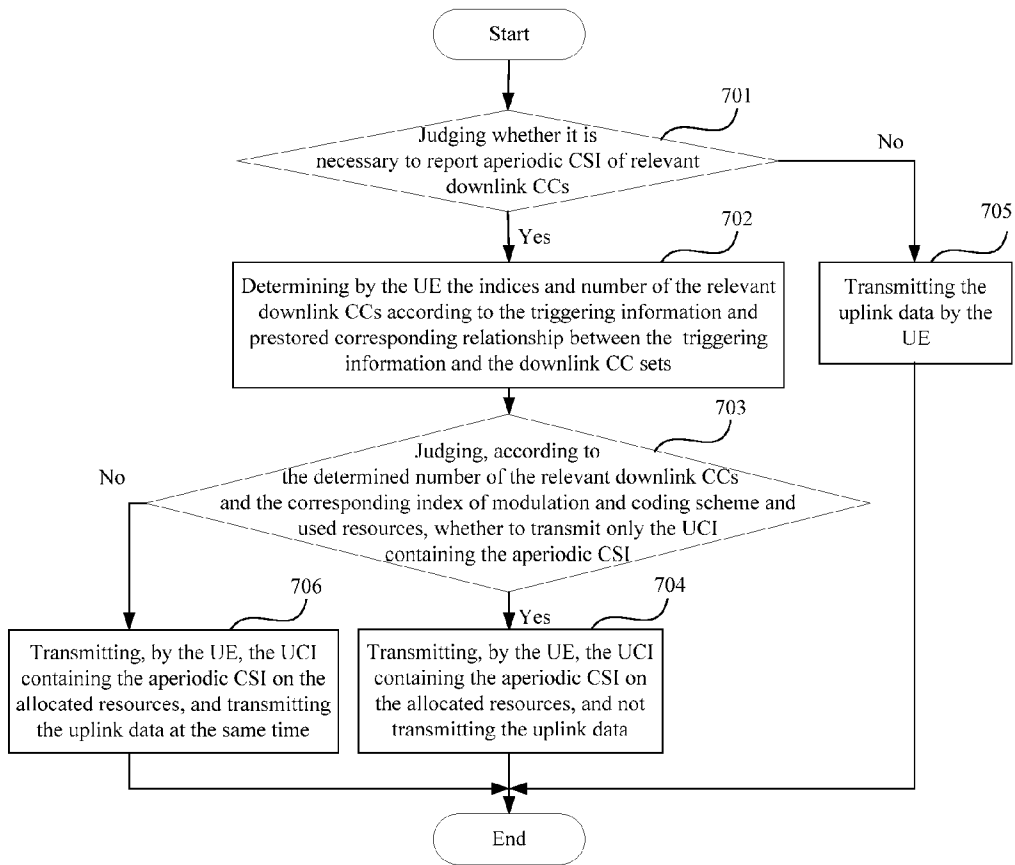 Start
701
Judging whether it is
necessary to report aperiodic CSI of relevant
downlink CCs
No
Yes
702
705
Determining by the UE the indices and number of the relevant
downlink CCs according to the triggering information and
prestored corresponding relationship between the triggering
information and the downlink CC sets
Transmitting the
uplink data by the
UE
703
Judging, according to
the determined number of the relevant downlink CCs
and the corresponding index of modulation and coding scheme and
used resources, whether to transmit only the UCI
containing the aperiodic CSI
No
Yes
706
704
Transmitting, by the UE, the UCI
containing the aperiodic CSI on the
allocated resources, and transmitting
the uplink data at the same time
Transmitting, by the UE, the UCI
containing the aperiodic CSI on
the allocated resources, and not
transmitting the uplink data
End